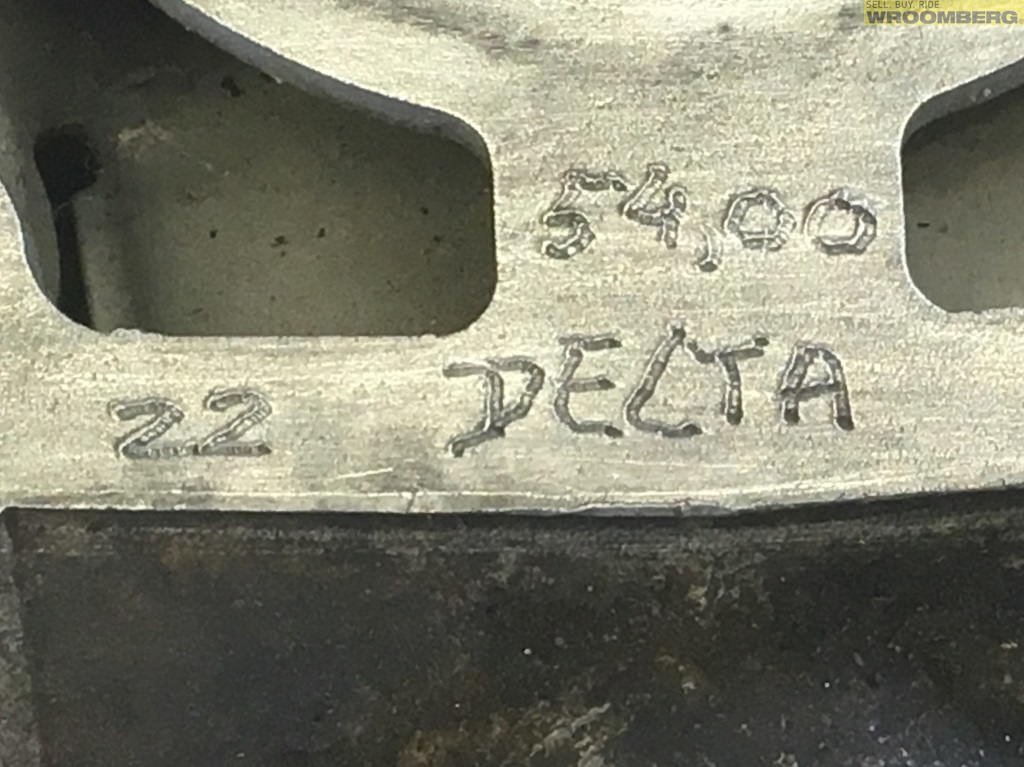 SELL. BUY. RIDE.
WROOMBERG
54,00
22 DELTA